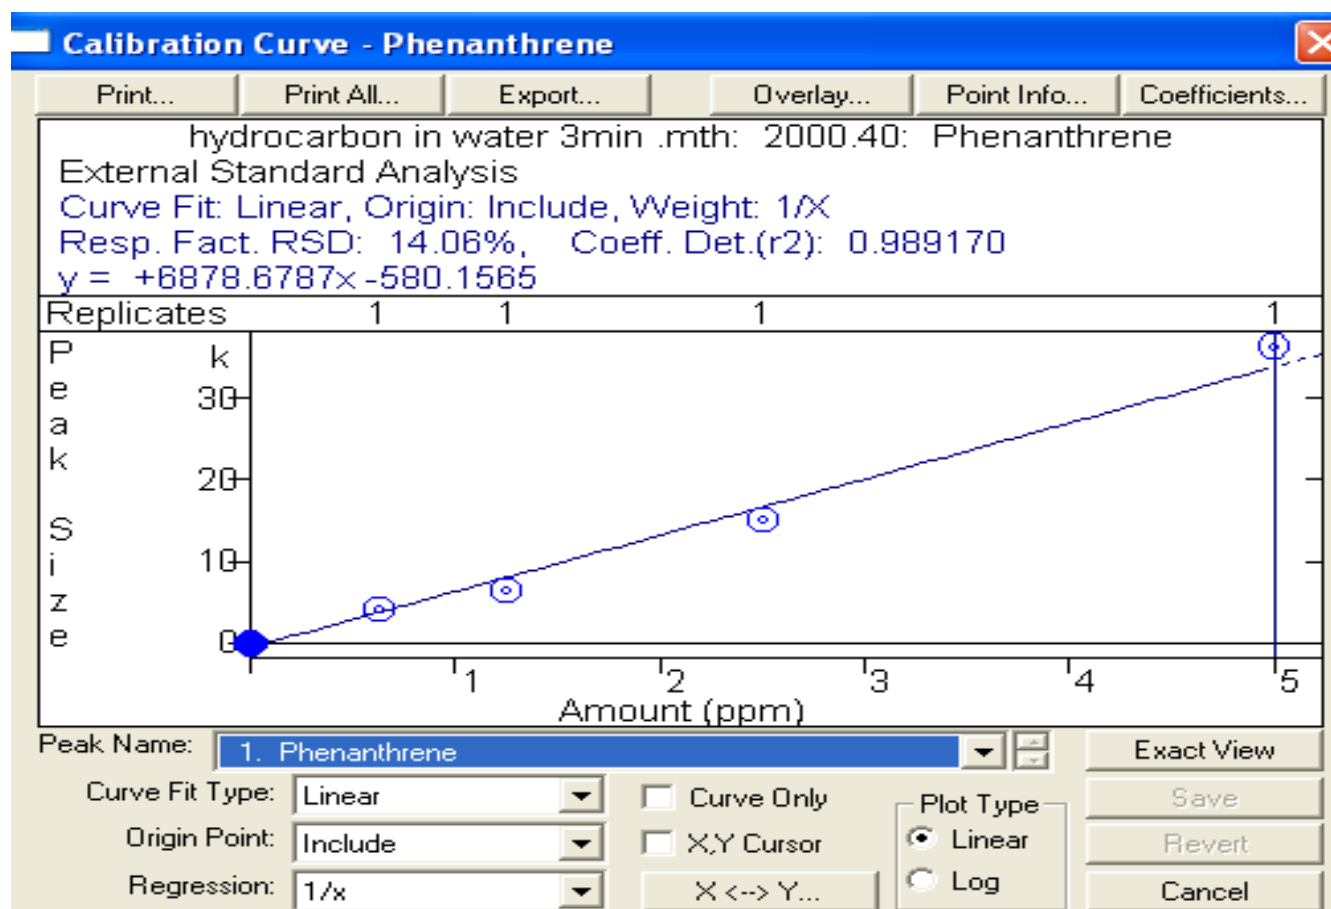 Calibration Curve - Phenanthrene
Print... Print All... Export... Overlay... Point Info... Coefficients...
hydrocarbon in water 3min .mth: 2000.40: Phenanthrene
External Standard Analysis
Curve Fit: Linear, Origin: Include, Weight: 1/X
Resp. Fact. RSD: 14.06%, Coeff. Det.(r2): 0.989170
y = +6878.6787x -580.1565
Replicates 1 1 1 1
Peak Size
k
30
20
10
0
1 2 3 4 5
Amount (ppm)
Peak Name: 1. Phenanthrene Exact View
Curve Fit Type: Linear Curve Only Plot Type Save
Origin Point: Include X,Y Cursor Linear Revert
Regression: 1/x X <--> Y... Log Cancel